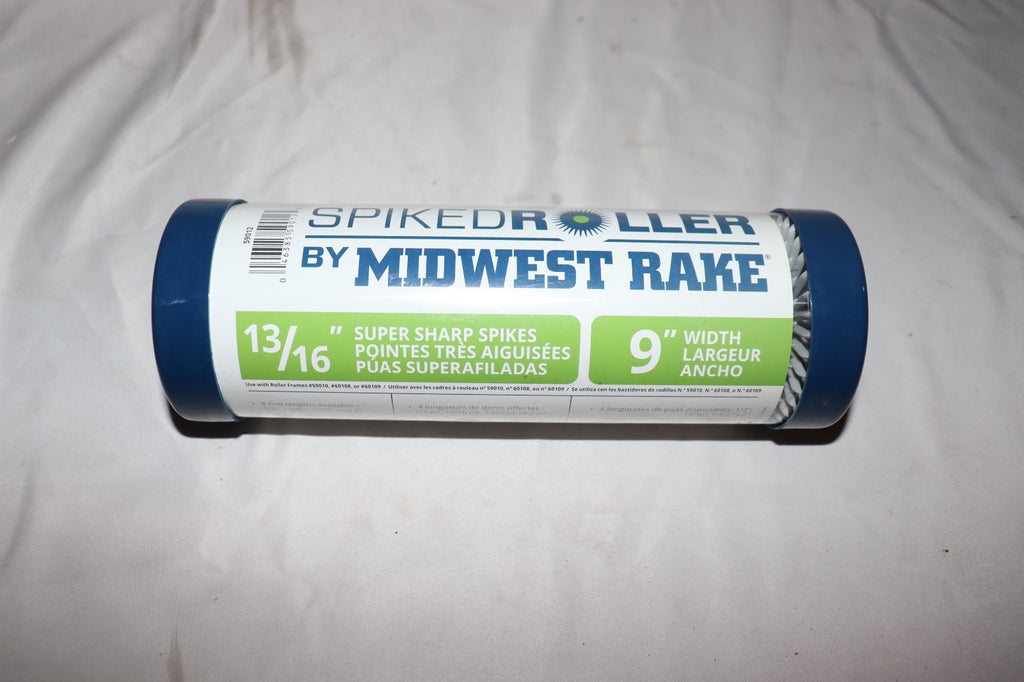 SPIKEDROLLER
BY MIDWEST RAKE®
59012
13/16" SUPER SHARP SPIKES
POINTES TRÈS AIGUISÉES
PÚAS SUPERAFILADAS
9" WIDTH
LARGEUR
ANCHO
Use with Roller Frames #59010, #60108, or #60109 / Utiliser avec les cadres à rouleau n° 59010, n° 60108, ou n° 60109 / Se utiliza con los bastidores de rodillos N.° 59010, N.° 60108, o N.° 60109
• 4 tine lengths available:
• 4 longueurs de dents offertes :
• 4 longitudes de púas disponibles: 1/2",